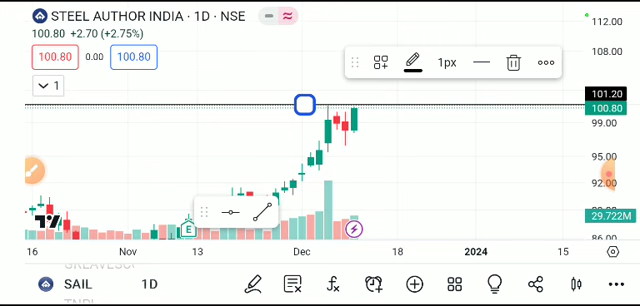 STEEL AUTHOR INDIA · 1D · NSE
100.80 +2.70 (+2.75%)
100.80 0.00 100.80
1
1px
112.00
108.00
101.20
100.80
99.00
95.00
92.00
29.722M
86.00
E
16 Nov 13 Dec 18 2024 15
SAIL 1D